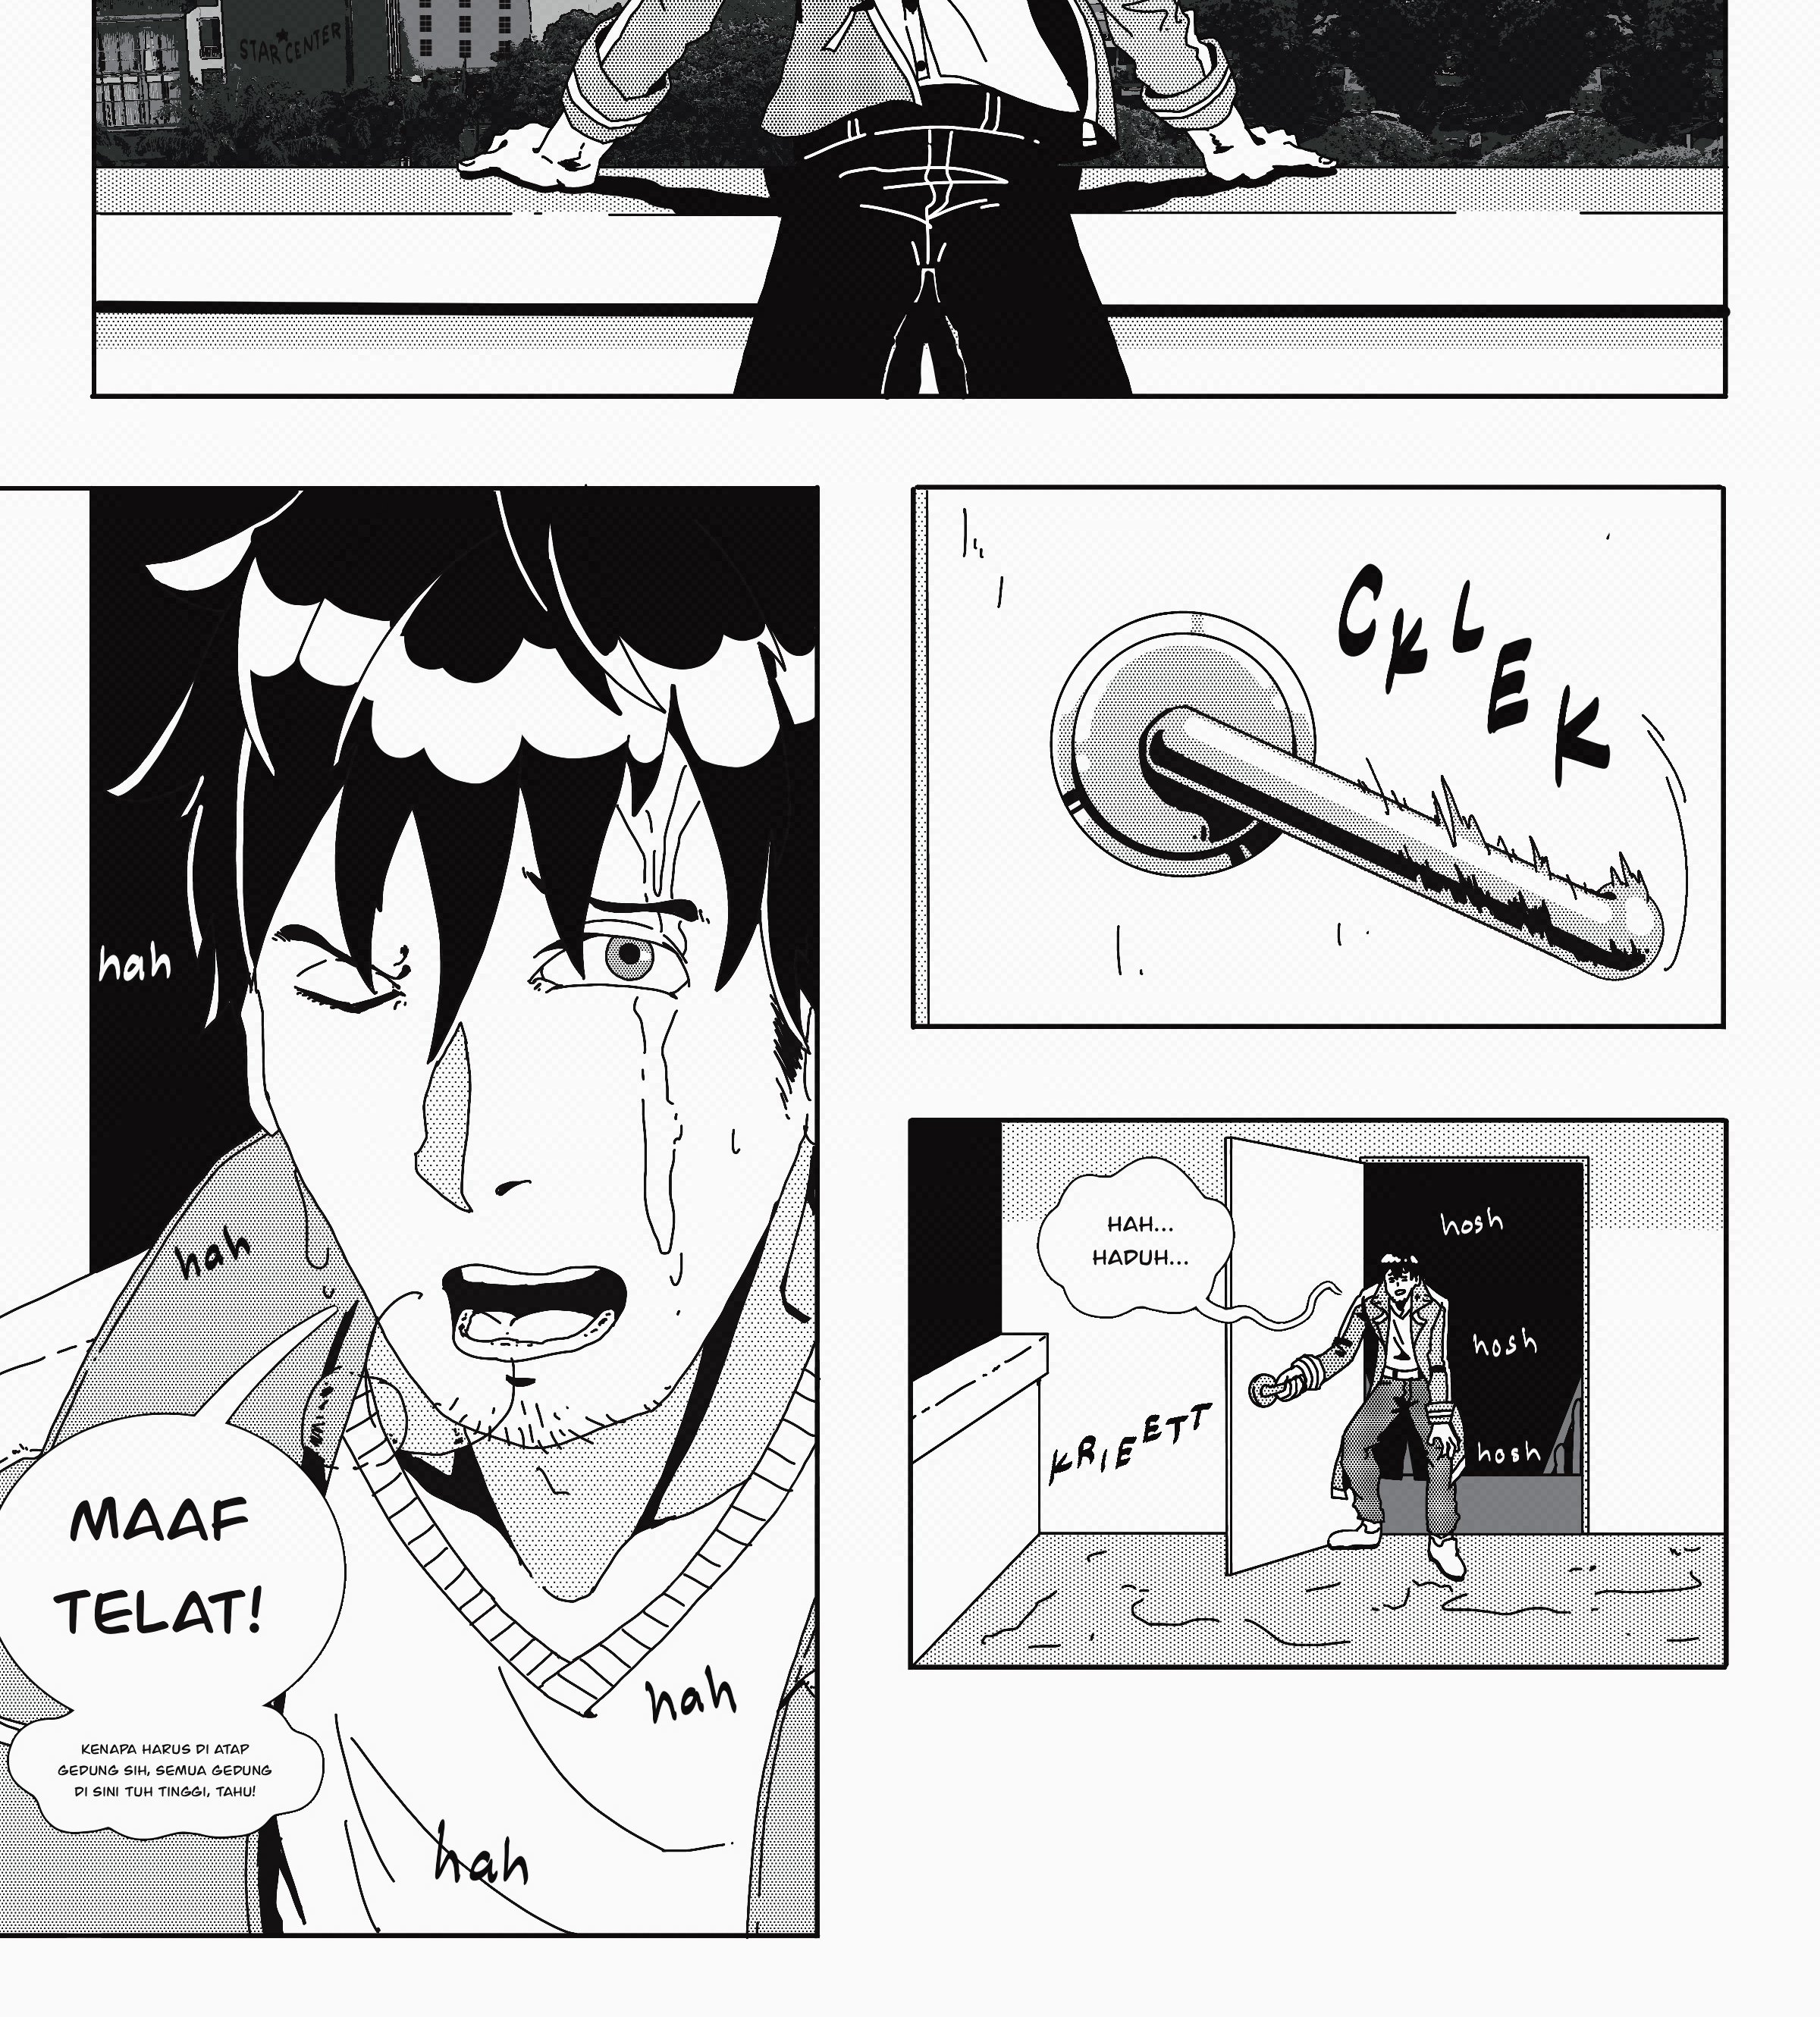 STAR CENTER
CKLEK
HAH...
HADUH...
hosh
hosh
hosh
KRIEETT
hah
hah
MAAF
TELAT!
hah
KENAPA HARUS DI ATAP
GEDUNG SIH, SEMUA GEDUNG
DI SINI TUH TINGGI, TAHU!
hah